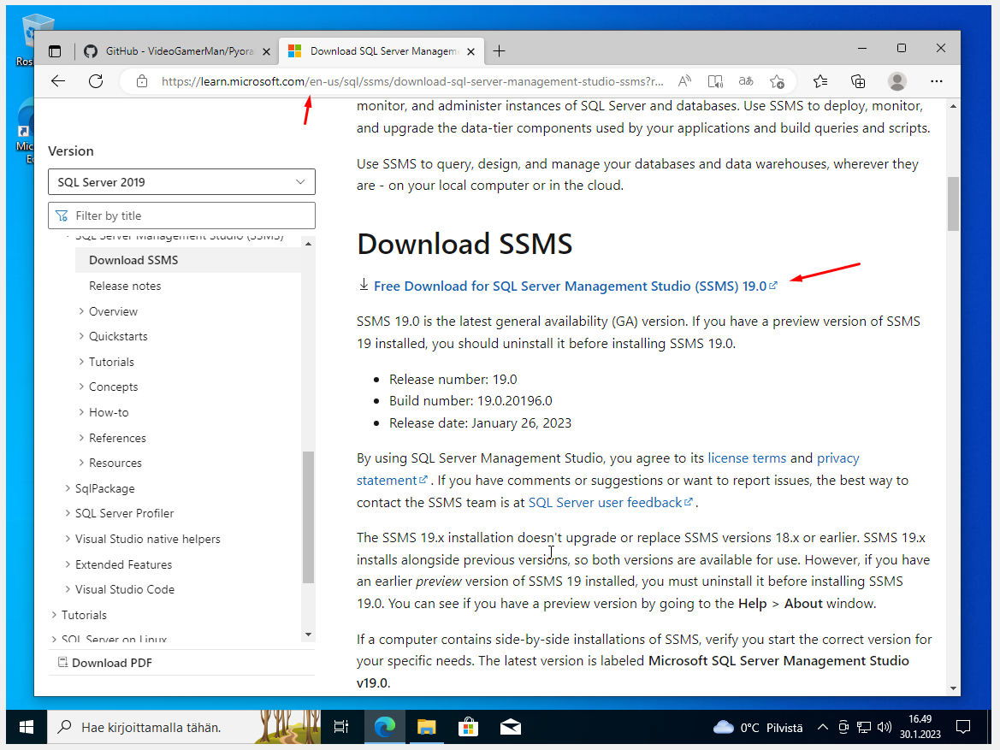 Ros
Mic
Ec
GitHub - VideoGamerMan/Pyora
Download SQL Server Managem
https://learn.microsoft.com/en-us/sql/ssms/download-sql-server-management-studio-ssms?r...
Version
SQL Server 2019
Filter by title
SQL Server Management Studio (SSMS)
Download SSMS
Release notes
Overview
Quickstarts
Tutorials
Concepts
How-to
References
Resources
SqlPackage
SQL Server Profiler
Visual Studio native helpers
Extended Features
Visual Studio Code
Tutorials
SQL Server on Linux
Download PDF
monitor, and administer instances of SQL Server and databases. Use SSMS to deploy, monitor,
and upgrade the data-tier components used by your applications and build queries and scripts.
Use SSMS to query, design, and manage your databases and data warehouses, wherever they
are - on your local computer or in the cloud.
Download SSMS
Free Download for SQL Server Management Studio (SSMS) 19.0
SSMS 19.0 is the latest general availability (GA) version. If you have a preview version of SSMS
19 installed, you should uninstall it before installing SSMS 19.0.
• Release number: 19.0
• Build number: 19.0.20196.0
• Release date: January 26, 2023
By using SQL Server Management Studio, you agree to its license terms and privacy
statement. If you have comments or suggestions or want to report issues, the best way to
contact the SSMS team is at SQL Server user feedback.
The SSMS 19.x installation doesn't upgrade or replace SSMS versions 18.x or earlier. SSMS 19.x
installs alongside previous versions, so both versions are available for use. However, if you have
an earlier preview version of SSMS 19 installed, you must uninstall it before installing SSMS
19.0. You can see if you have a preview version by going to the Help > About window.
If a computer contains side-by-side installations of SSMS, verify you start the correct version for
your specific needs. The latest version is labeled Microsoft SQL Server Management Studio
v19.0.
Hae kirjoittamalla tähän.
0°C Pilvistä
16.49
30.1.2023